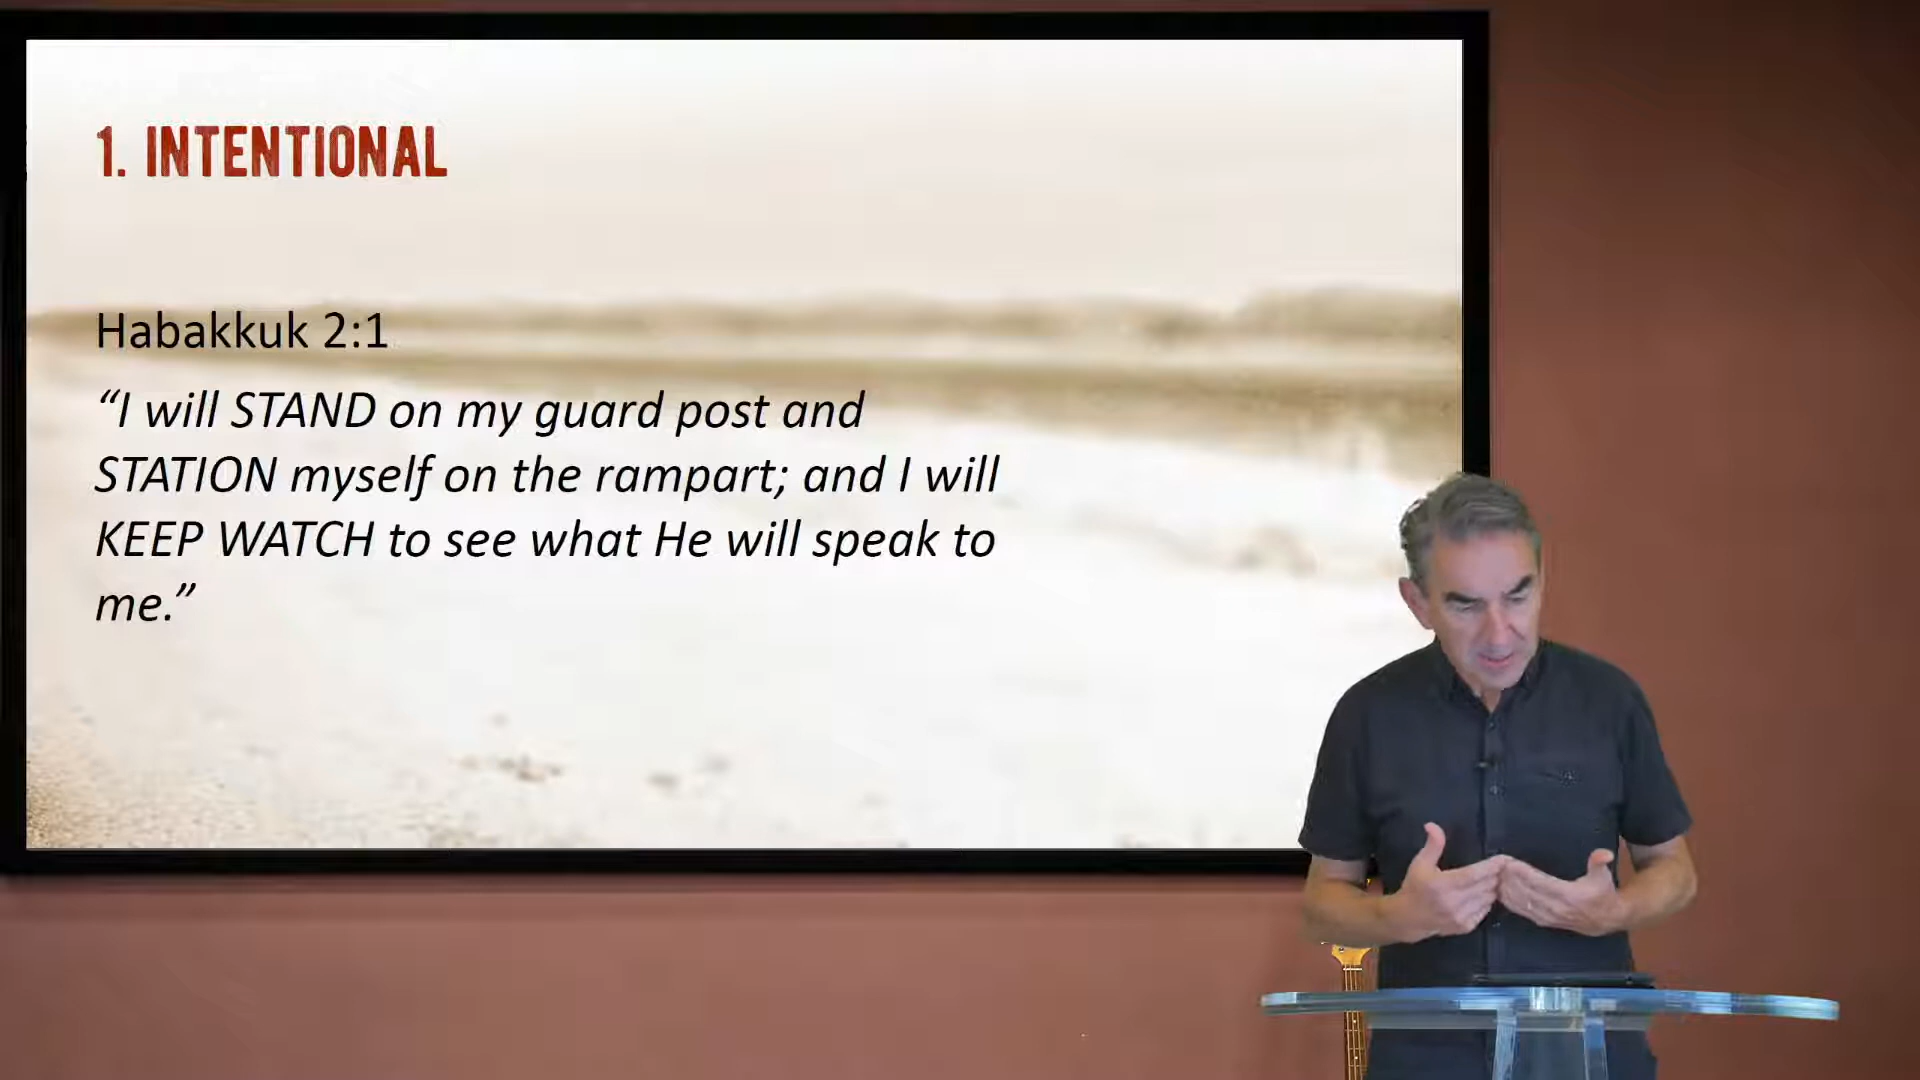 1. INTENTIONAL
Habakkuk 2:1
“I will STAND on my guard post and
STATION myself on the rampart; and I will
KEEP WATCH to see what He will speak to
me.”